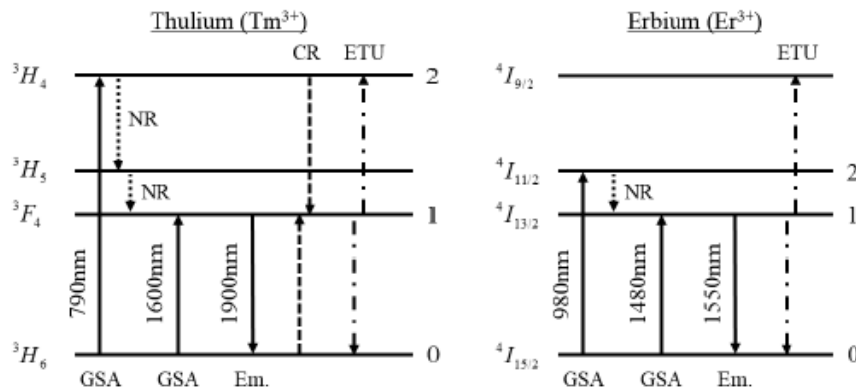 Thulium (Tm³⁺) Erbium (Er³⁺)
CR ETU ETU
³H₄ 2 ⁴I₉/₂
NR
³H₅ ⁴I₁₁/₂ 2
NR NR
³F₄ 1 ⁴I₁₃/₂ 1
790nm 1600nm 1900nm 980nm 1480nm 1550nm
³H₆ 0 ⁴I₁₅/₂ 0
GSA GSA Em. GSA GSA Em.